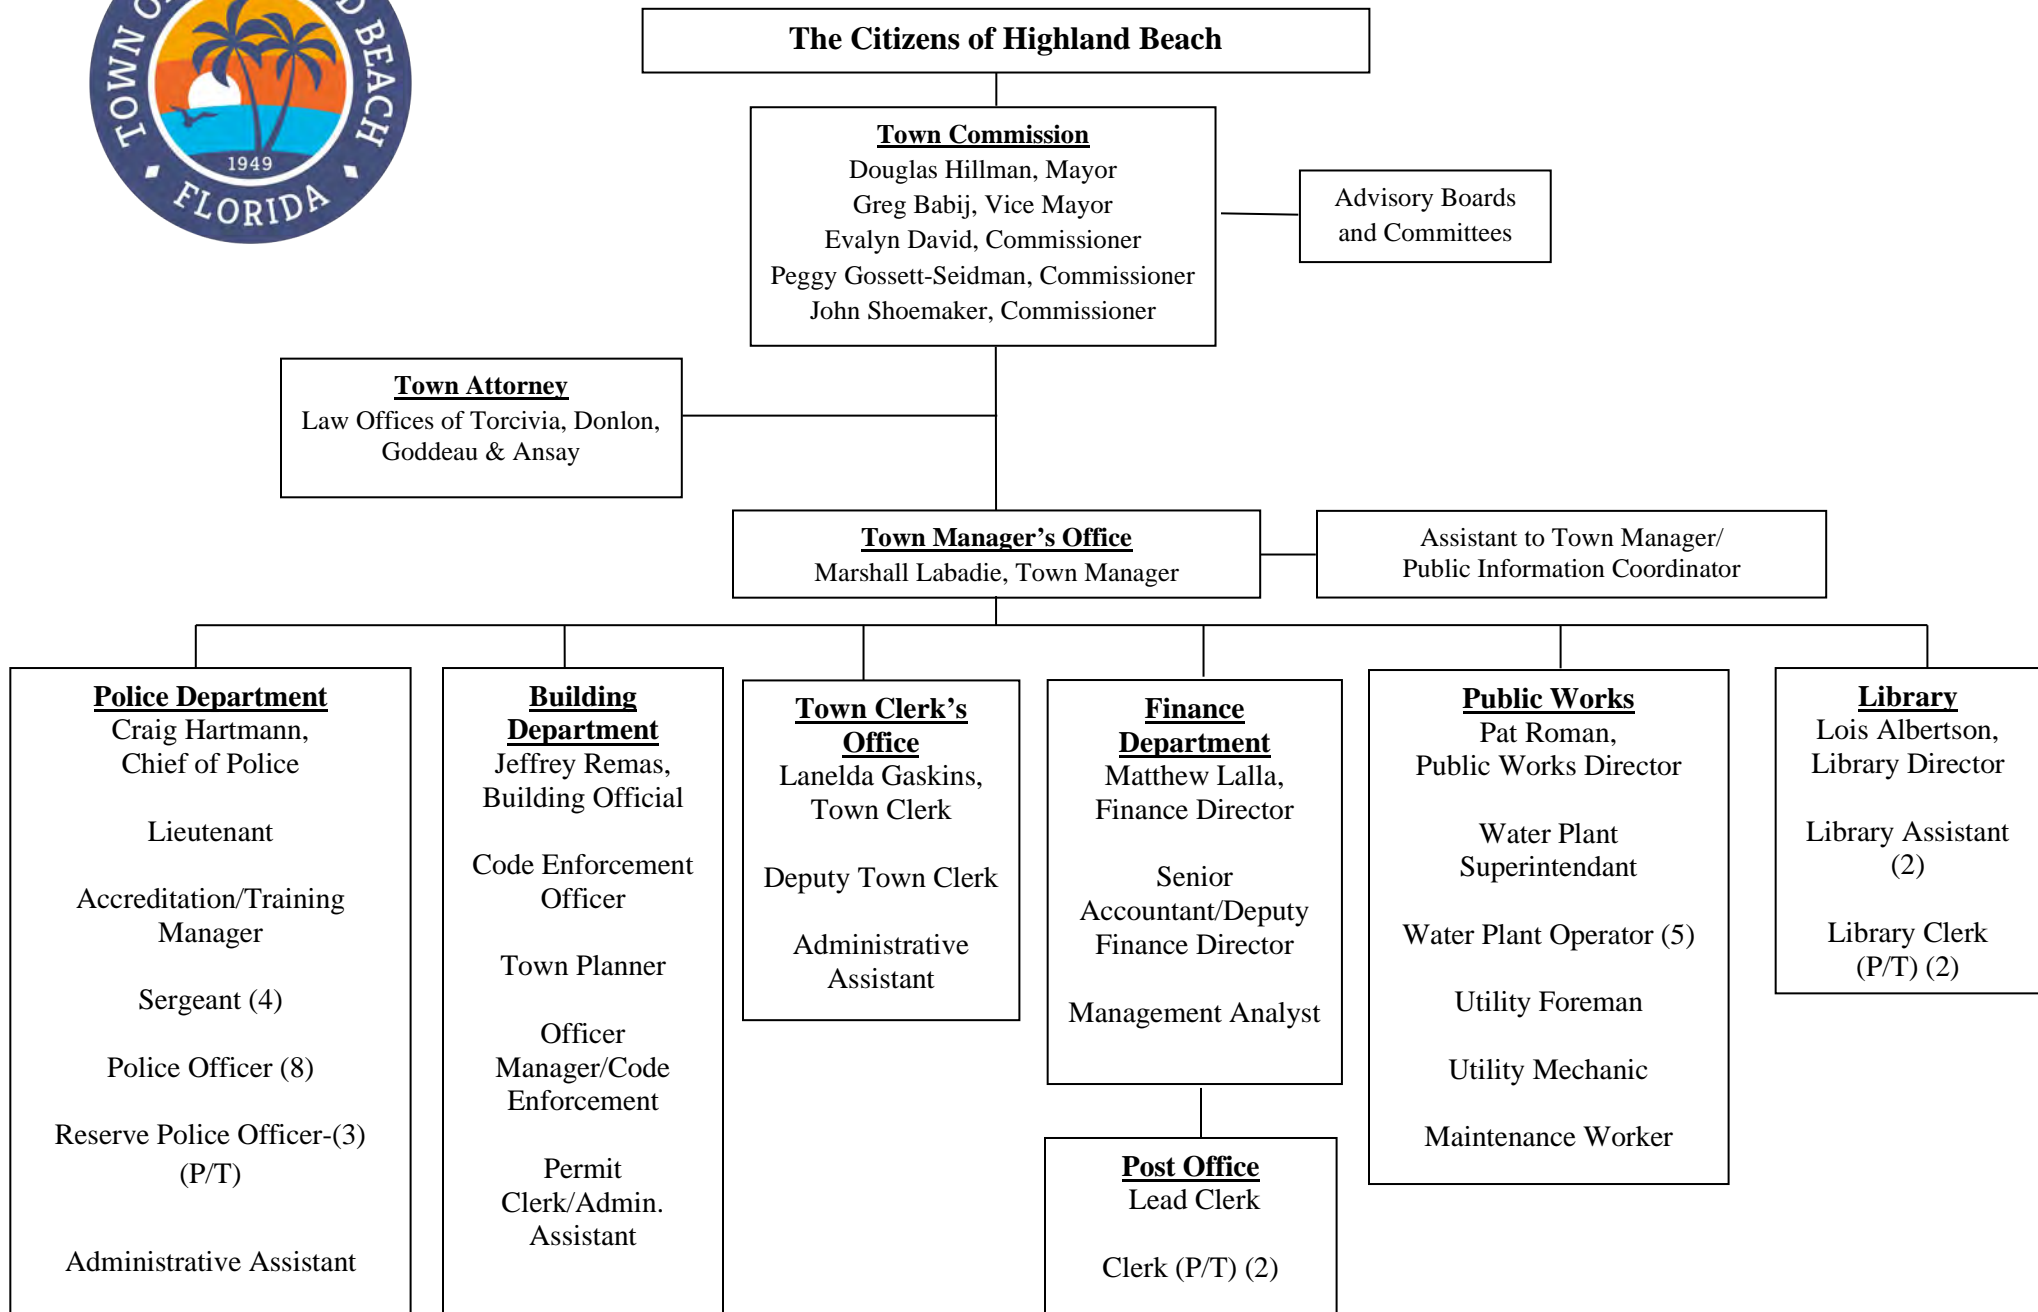 TOWN O
D BEACH
1949
FLORIDA
The Citizens of Highland Beach
Town Commission
Douglas Hillman, Mayor
Greg Babij, Vice Mayor
Evalyn David, Commissioner
Peggy Gossett-Seidman, Commissioner
John Shoemaker, Commissioner
Advisory Boards
and Committees
Town Attorney
Law Offices of Torcivia, Donlon,
Goddeau & Ansay
Town Manager’s Office
Marshall Labadie, Town Manager
Assistant to Town Manager/
Public Information Coordinator
Police Department
Craig Hartmann,
Chief of Police
Lieutenant
Accreditation/Training
Manager
Sergeant (4)
Police Officer (8)
Reserve Police Officer-(3)
(P/T)
Administrative Assistant
Building
Department
Jeffrey Remas,
Building Official
Code Enforcement
Officer
Town Planner
Officer
Manager/Code
Enforcement
Permit
Clerk/Admin.
Assistant
Town Clerk’s
Office
Lanelda Gaskins,
Town Clerk
Deputy Town Clerk
Administrative
Assistant
Finance
Department
Matthew Lalla,
Finance Director
Senior
Accountant/Deputy
Finance Director
Management Analyst
Post Office
Lead Clerk
Clerk (P/T) (2)
Public Works
Pat Roman,
Public Works Director
Water Plant
Superintendant
Water Plant Operator (5)
Utility Foreman
Utility Mechanic
Maintenance Worker
Library
Lois Albertson,
Library Director
Library Assistant
(2)
Library Clerk
(P/T) (2)